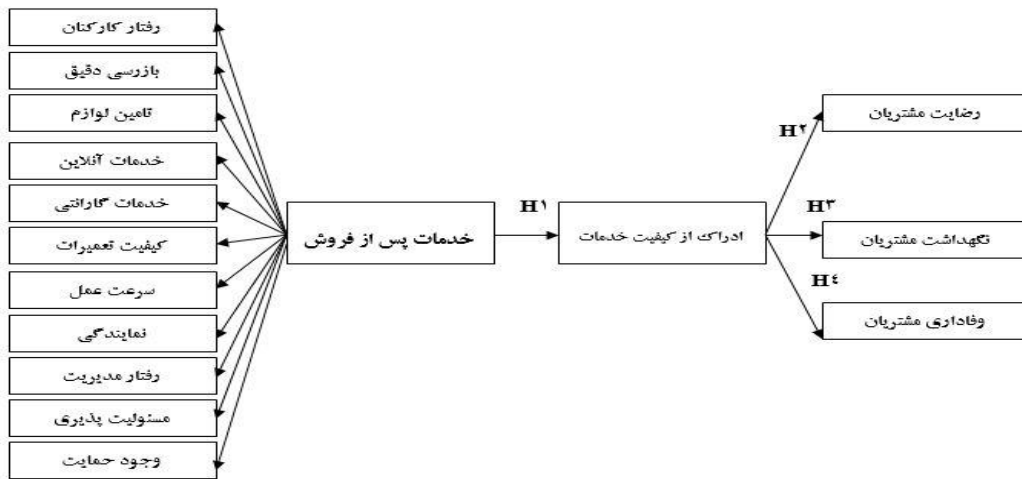 رفتار کارکنان
بازرسی دقیق
تامین لوازم
خدمات آنلاین
خدمات گارانتی
کیفیت تعمیرات
سرعت عمل
نمایندگی
رفتار مدیریت
مسئولیت پذیری
وجود حمایت
خدمات پس از فروش
H۱
ادراک از کیفیت خدمات
H۲
H۳
H٤
رضایت مشتریان
نگهداشت مشتریان
وفاداری مشتریان